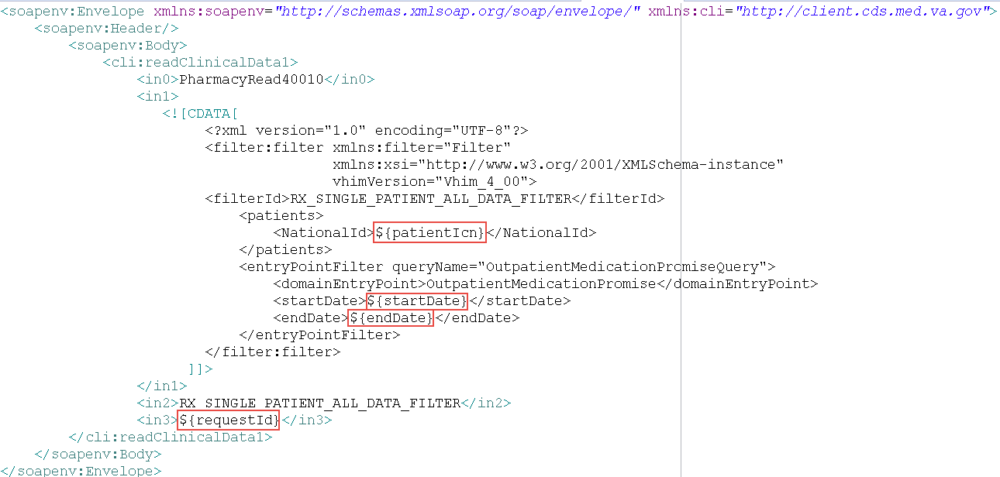 <soapenv:Envelope xmlns:soapenv="http://schemas.xmlsoap.org/soap/envelope/" xmlns:cli="http://client.cds.med.va.gov">
<soapenv:Header/>
<soapenv:Body>
<cli:readClinicalData1>
<in0>PharmacyRead40010</in0>
<in1>
<![CDATA[
<?xml version="1.0" encoding="UTF-8"?>
<filter:filter xmlns:filter="Filter"
xmlns:xsi="http://www.w3.org/2001/XMLSchema-instance"
vhimVersion="Vhim_4_00">
<filterId>RX_SINGLE_PATIENT_ALL_DATA_FILTER</filterId>
<patients>
<NationalId>${patientIcn}</NationalId>
</patients>
<entryPointFilter queryName="OutpatientMedicationPromiseQuery">
<domainEntryPoint>OutpatientMedicationPromise</domainEntryPoint>
<startDate>${startDate}</startDate>
<endDate>${endDate}</endDate>
</entryPointFilter>
</filter:filter>
]]>
</in1>
<in2>RX_SINGLE_PATIENT_ALL_DATA_FILTER</in2>
<in3>${requestId}</in3>
</cli:readClinicalData1>
</soapenv:Body>
</soapenv:Envelope>